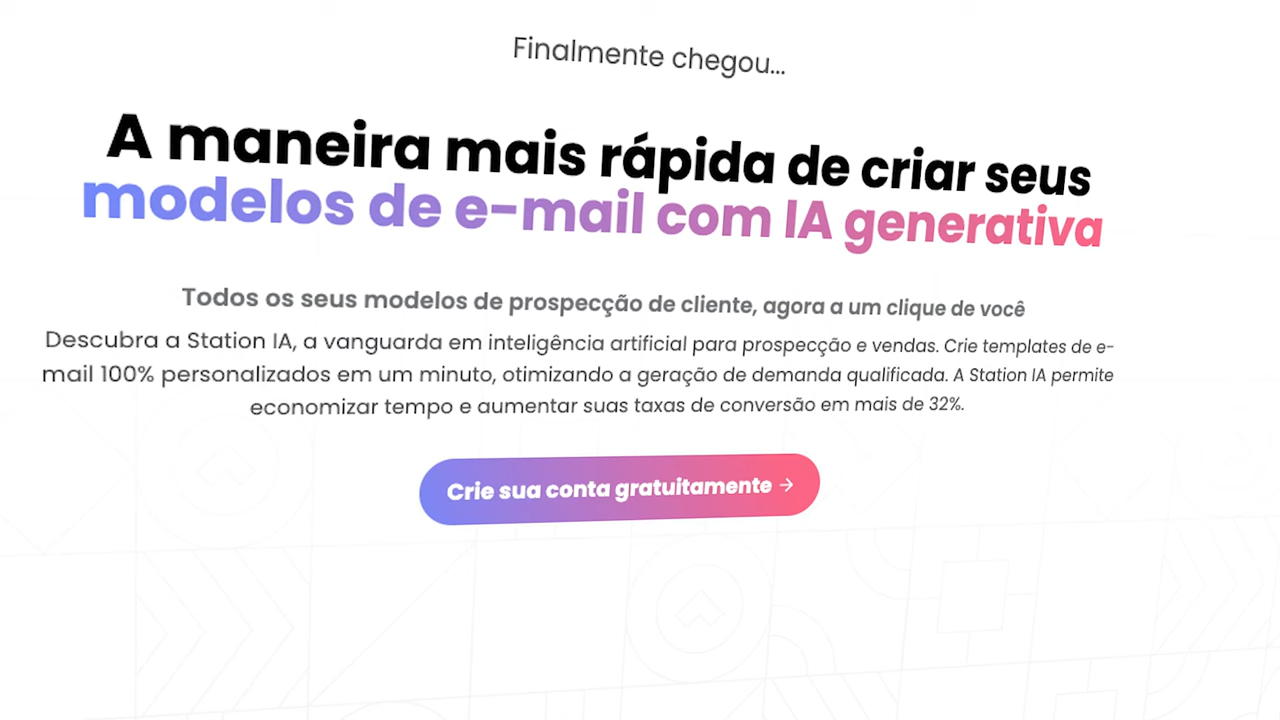 Finalmente chegou...
A maneira mais rápida de criar seus
modelos de e-mail com IA generativa
Todos os seus modelos de prospecção de cliente, agora a um clique de você
Descubra a Station IA, a vanguarda em inteligência artificial para prospecção e vendas. Crie templates de e-
mail 100% personalizados em um minuto, otimizando a geração de demanda qualificada. A Station IA permite
economizar tempo e aumentar suas taxas de conversão em mais de 32%.
Crie sua conta gratuitamente →